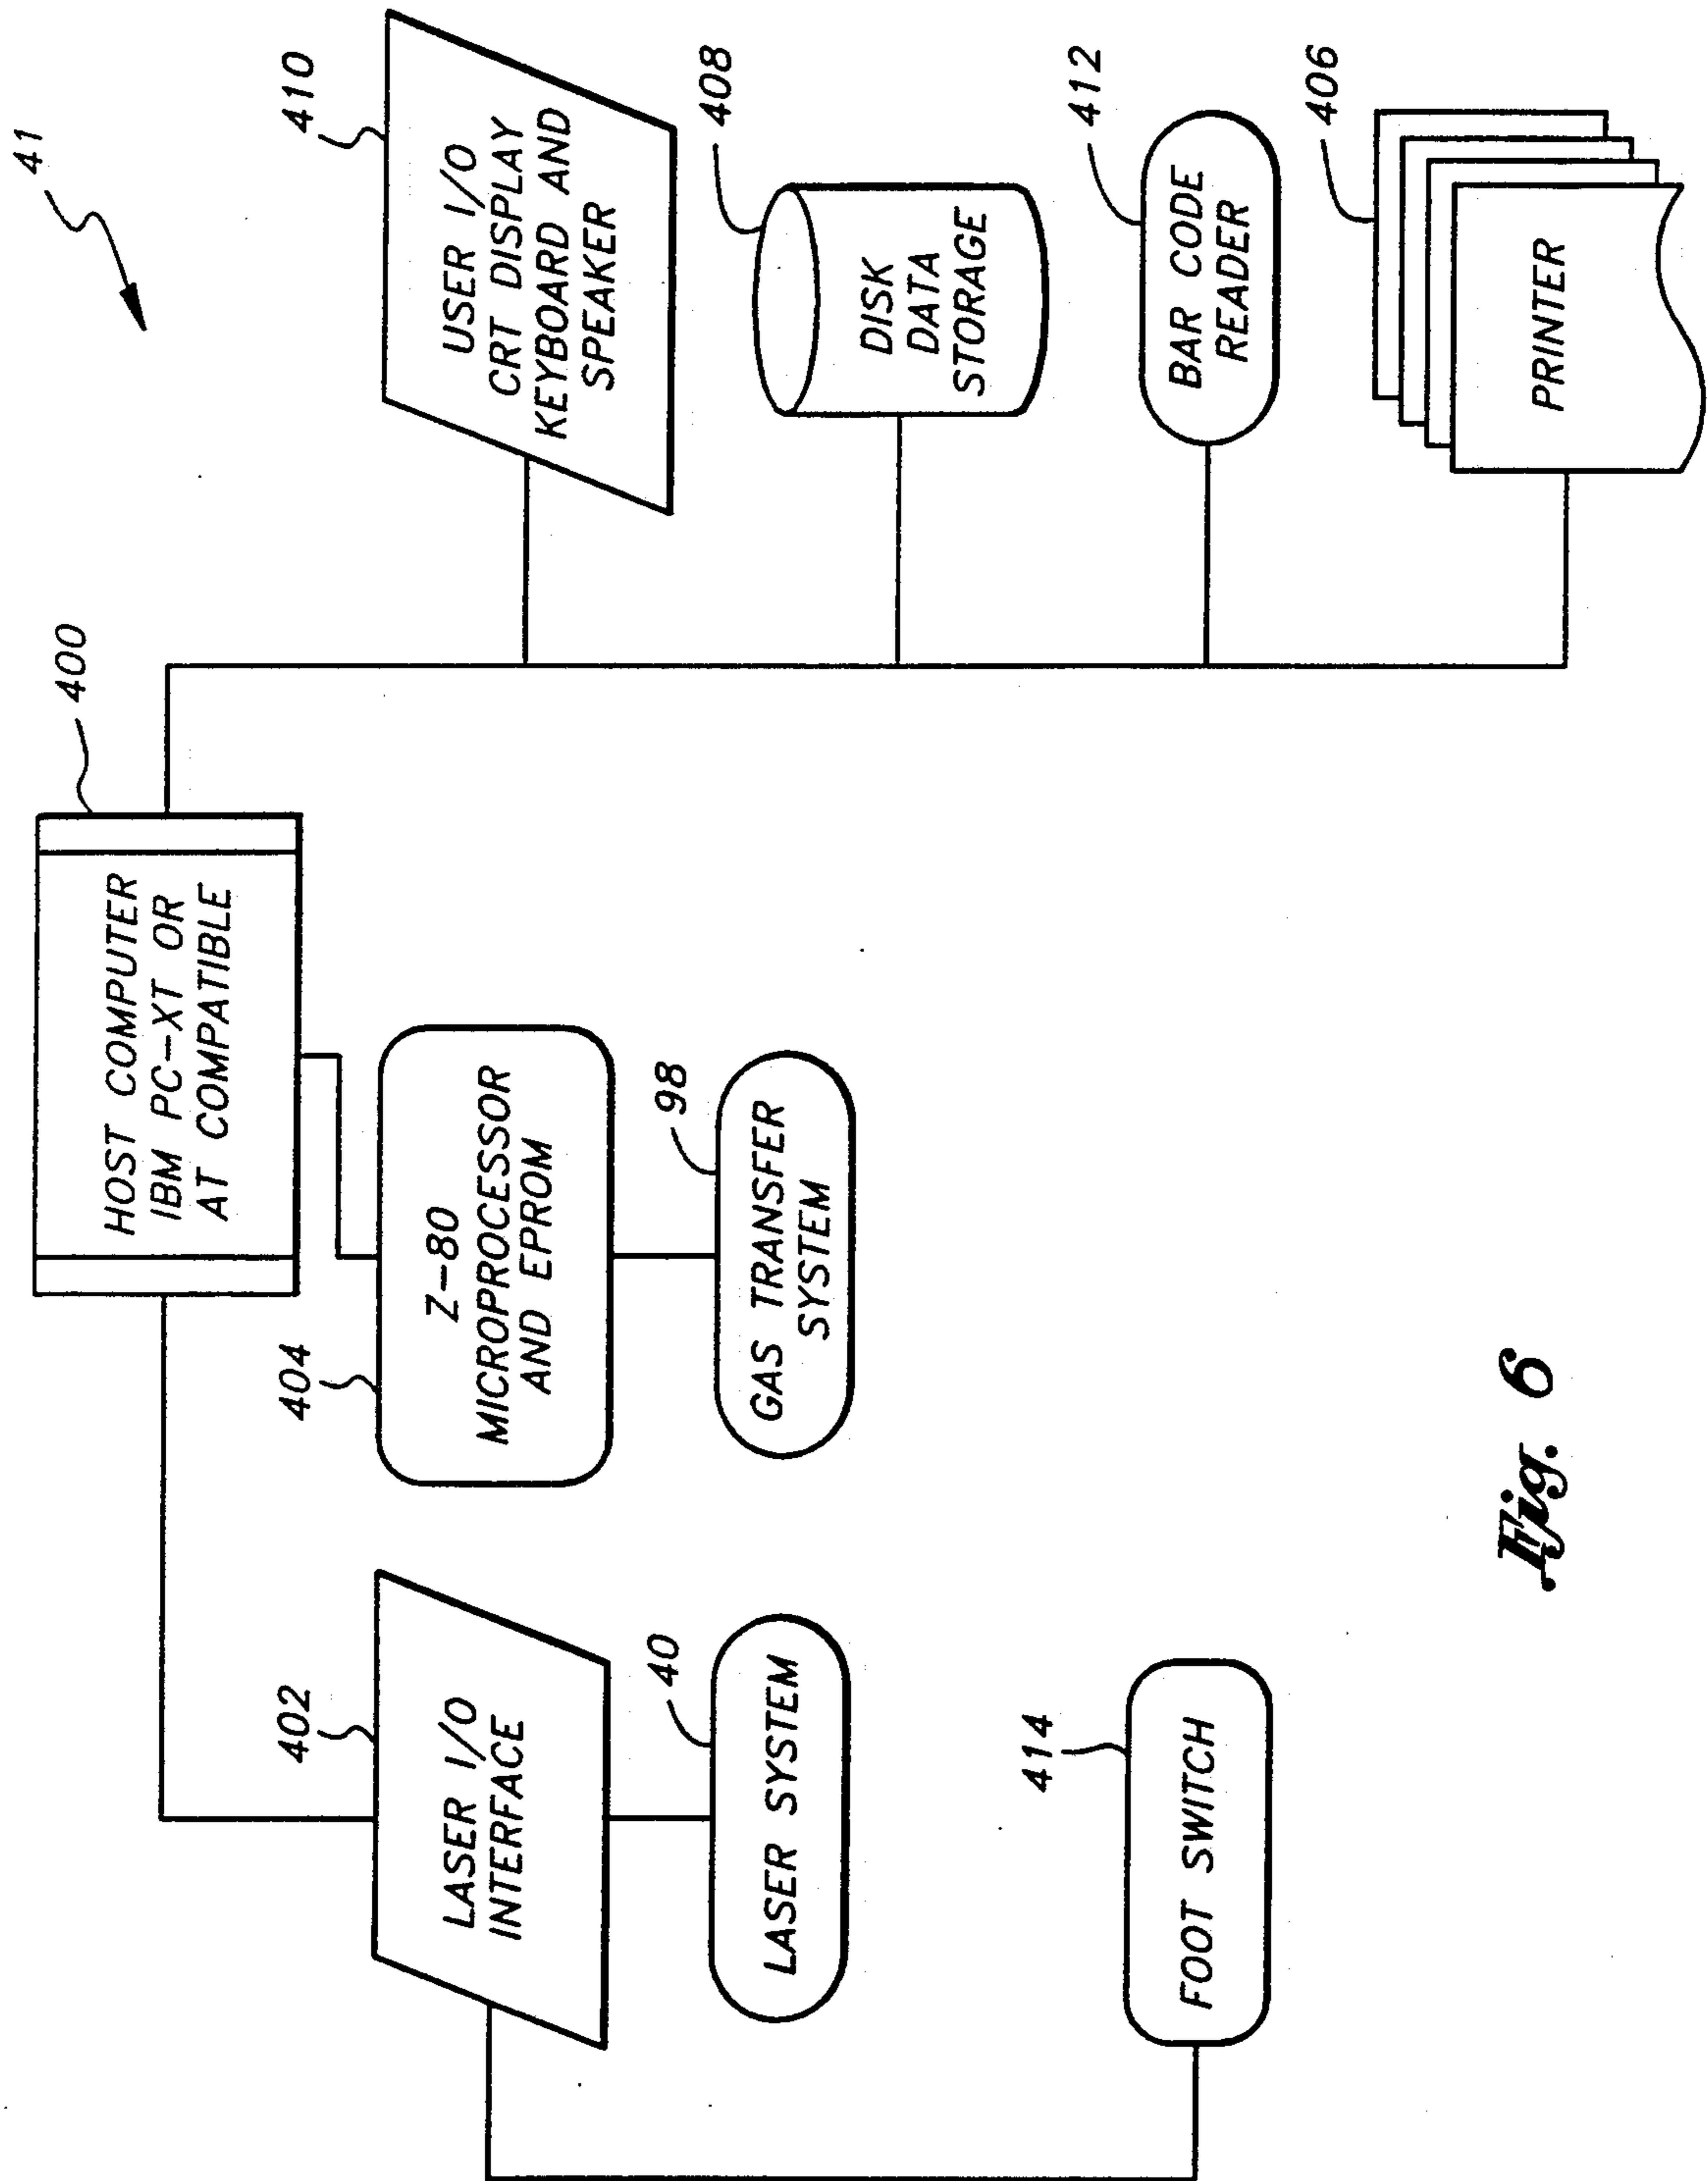 41
400
HOST COMPUTER
IBM PC-XT OR
AT COMPATIBLE
402
LASER I/O
INTERFACE
404
Z-80
MICROPROCESSOR
AND EPROM
410
USER I/O
CRT DISPLAY
KEYBOARD AND
SPEAKER
40
LASER SYSTEM
98
GAS TRANSFER
SYSTEM
408
DISK
DATA
STORAGE
414
FOOT SWITCH
412
BAR CODE
READER
406
PRINTER
Fig. 6